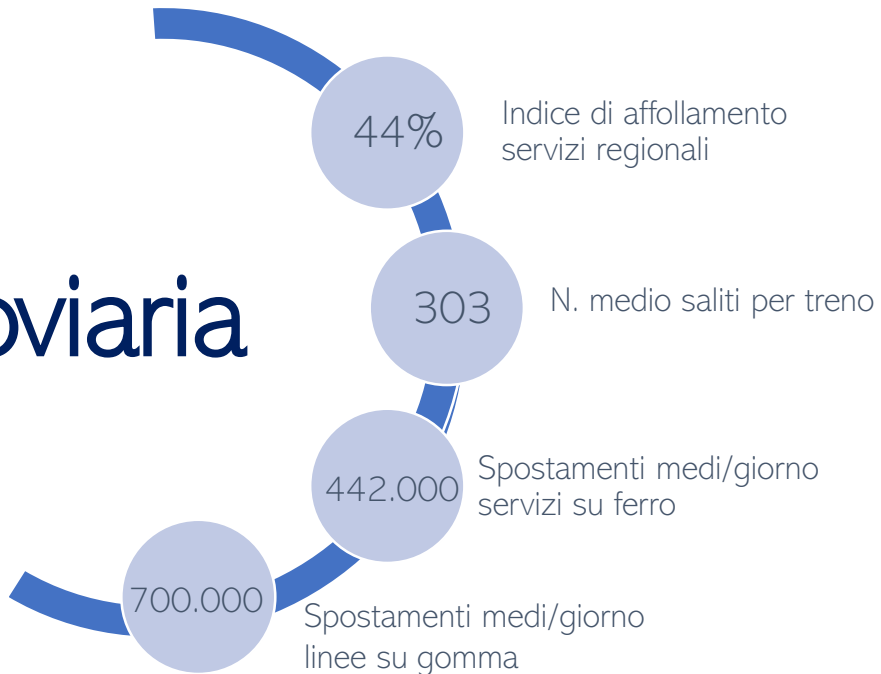 44%
Indice di affollamento
servizi regionali
303
N. medio saliti per treno
oviaria
442.000
Spostamenti medi/giorno
servizi su ferro
700.000
Spostamenti medi/giorno
linee su gomma